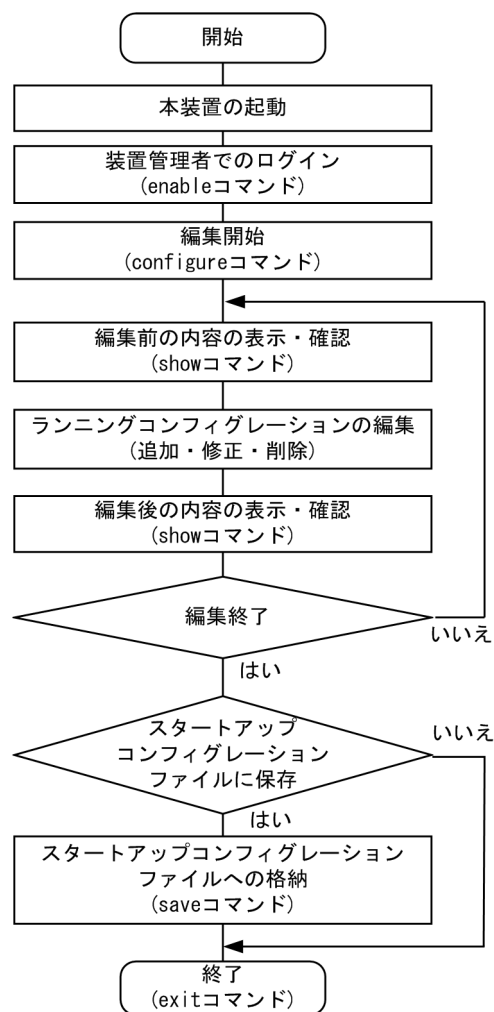 開始
本装置の起動
装置管理者でのログイン
(enableコマンド)
編集開始
(configureコマンド)
編集前の内容の表示・確認
(showコマンド)
ランニングコンフィグレーションの編集
(追加・修正・削除)
編集後の内容の表示・確認
(showコマンド)
編集終了
いいえ
はい
スタートアップ
コンフィグレーション
ファイルに保存
いいえ
はい
スタートアップコンフィグレーション
ファイルへの格納
(saveコマンド)
終了
(exitコマンド)